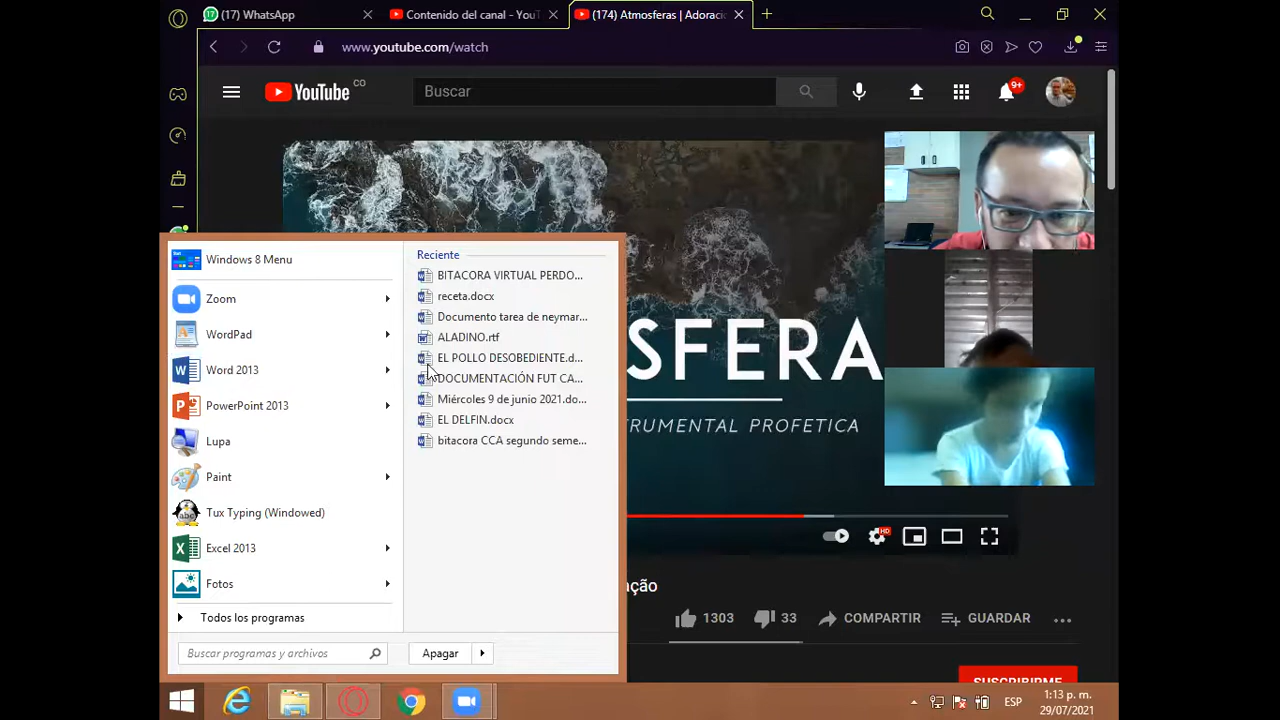 (17) WhatsApp
Contenido del canal - YouT
(174) Atmosferas | Adoraci
www.youtube.com/watch
YouTube CO
Buscar
9+
SFERA
TRUMENTAL PROFETICA
HD
ação
1303
33
COMPARTIR
GUARDAR
SUSCRIBIRME
Windows 8 Menu
Zoom
WordPad
Word 2013
PowerPoint 2013
Lupa
Paint
Tux Typing (Windowed)
Excel 2013
Fotos
Todos los programas
Buscar programas y archivos
Reciente
BITACORA VIRTUAL PERDO...
receta.docx
Documento tarea de neymar...
ALADINO.rtf
EL POLLO DESOBEDIENTE.d...
DOCUMENTACIÓN FUT CA...
Miércoles 9 de junio 2021.do...
EL DELFIN.docx
bitacora CCA segundo seme...
Apagar
ESP
1:13 p. m.
29/07/2021